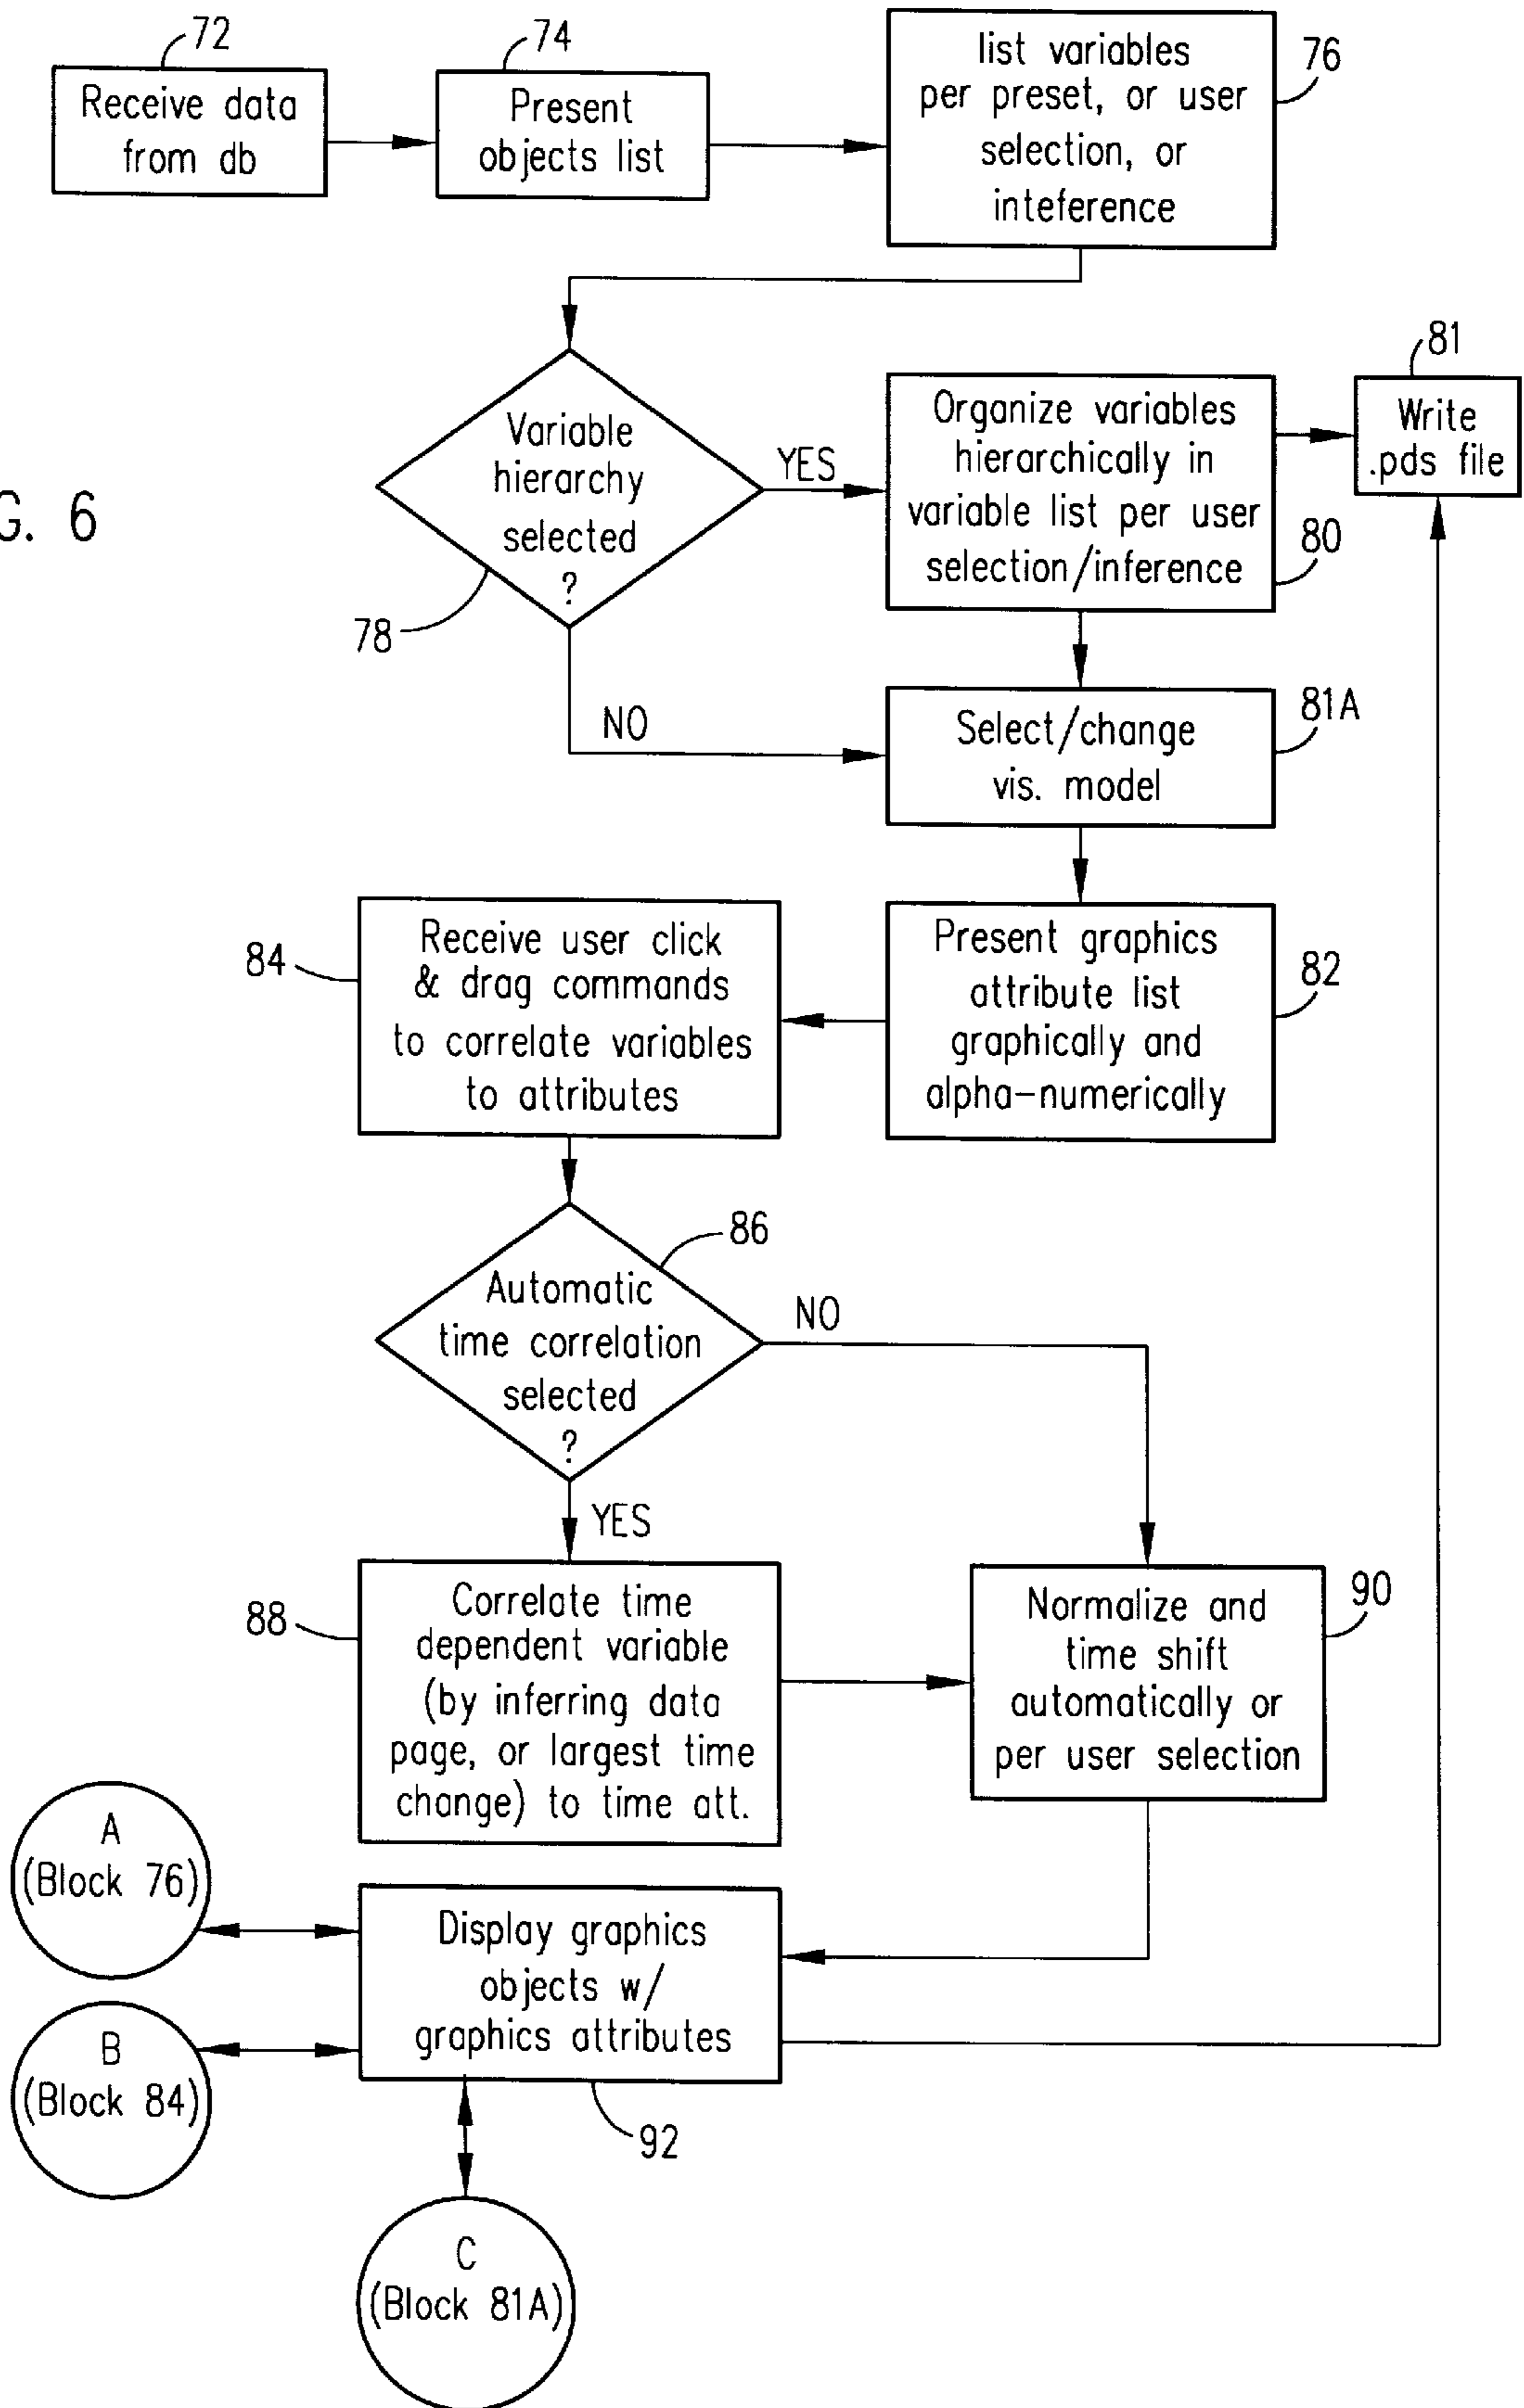 72
Receive data
from db
74
Present
objects list
list variables
per preset, or user
selection, or
inteference
76
G. 6
Variable
hierarchy
selected
?
78
YES
NO
Organize variables
hierarchically in
variable list per user
selection/inference
80
81
Write
.pds file
Select/change
vis. model
81A
Present graphics
attribute list
graphically and
alpha-numerically
82
84
Receive user click
& drag commands
to correlate variables
to attributes
86
Automatic
time correlation
selected
?
NO
YES
88
Correlate time
dependent variable
(by inferring data
page, or largest time
change) to time att.
Normalize and
time shift
automatically or
per user selection
90
A
(Block 76)
Display graphics
objects w/
graphics attributes
92
B
(Block 84)
C
(Block 81A)